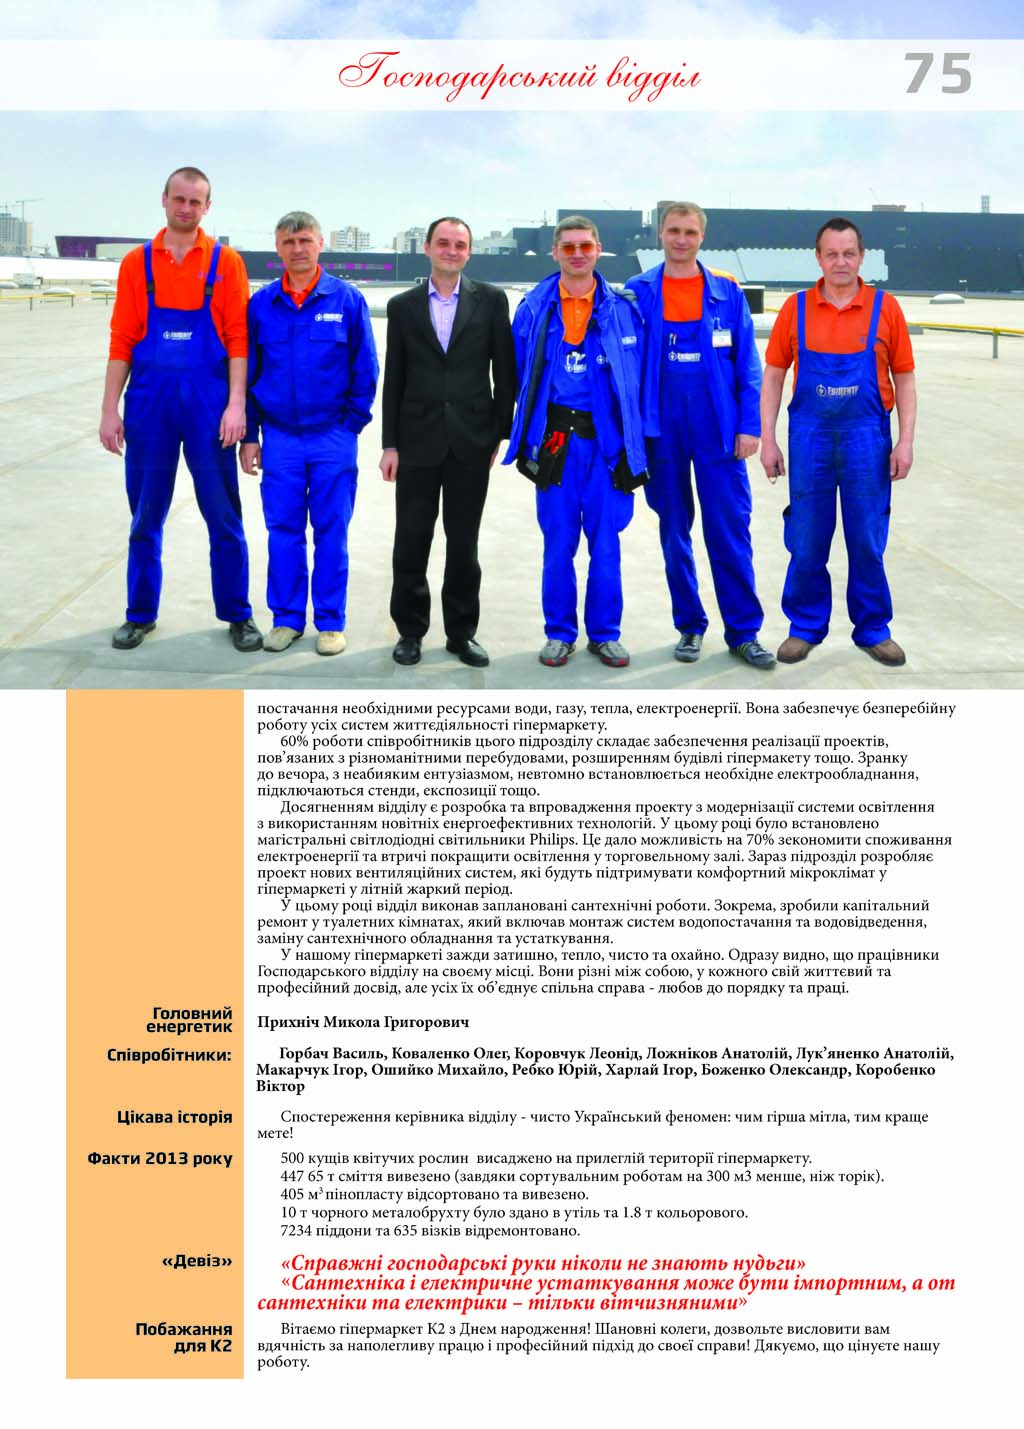 Господарський відділ
75
ЕПІЦЕНТР
постачання необхідними ресурсами води, газу, тепла, електроенергії. Вона забезпечує безперебійну
роботу усіх систем життєдіяльності гіпермаркету.
60% роботи співробітників цього підрозділу складає забезпечення реалізації проектів,
пов’язаних з різноманітними перебудовами, розширенням будівлі гіпермакету тощо. Зранку
до вечора, з неабияким ентузіазмом, невтомно встановлюється необхідне електрообладнання,
підключаються стенди, експозиції тощо.
Досягненням відділу є розробка та впровадження проекту з модернізації системи освітлення
з використанням новітніх енергоефективних технологій. У цьому році було встановлено
магістральні світлодіодні світильники Philips. Це дало можливість на 70% зекономити споживання
електроенергії та втричі покращити освітлення у торговельному залі. Зараз підрозділ розробляє
проект нових вентиляційних систем, які будуть підтримувати комфортний мікроклімат у
гіпермаркеті у літній жаркий період.
У цьому році відділ виконав заплановані сантехнічні роботи. Зокрема, зробили капітальний
ремонт у туалетних кімнатах, який включав монтаж систем водопостачання та водовідведення,
заміну сантехнічного обладнання та устаткування.
У нашому гіпермаркеті зажди затишно, тепло, чисто та охайно. Одразу видно, що працівники
Господарського відділу на своєму місці. Вони різні між собою, у кожного свій життєвий та
професійний досвід, але усіх їх об’єднує спільна справа - любов до порядку та праці.
Головний
енергетик
Прихніч Микола Григорович
Співробітники:
Горбач Василь, Коваленко Олег, Коровчук Леонід, Ложніков Анатолій, Лук’яненко Анатолій,
Макарчук Ігор, Ошийко Михайло, Ребко Юрій, Харлай Ігор, Боженко Олександр, Коробенко
Віктор
Цікава історія
Спостереження керівника відділу - чисто Український феномен: чим гірша мітла, тим краще
мете!
Факти 2013 року
500 кущів квітучих рослин висаджено на прилеглій території гіпермаркету.
447 65 т сміття вивезено (завдяки сортувальним роботам на 300 м3 менше, ніж торік).
405 м³ пінопласту відсортовано та вивезено.
10 т чорного металобрухту було здано в утіль та 1.8 т кольорового.
7234 піддони та 635 візків відремонтовано.
«Девіз»
«Справжні господарські руки ніколи не знають нудьги»
«Сантехніка і електричне устаткування може бути імпортним, а от
сантехніки та електрики – тільки вітчизняними»
Побажання
для К2
Вітаємо гіпермаркет К2 з Днем народження! Шановні колеги, дозвольте висловити вам
вдячність за наполегливу працю і професійний підхід до своєї справи! Дякуємо, що цінуєте нашу
роботу.